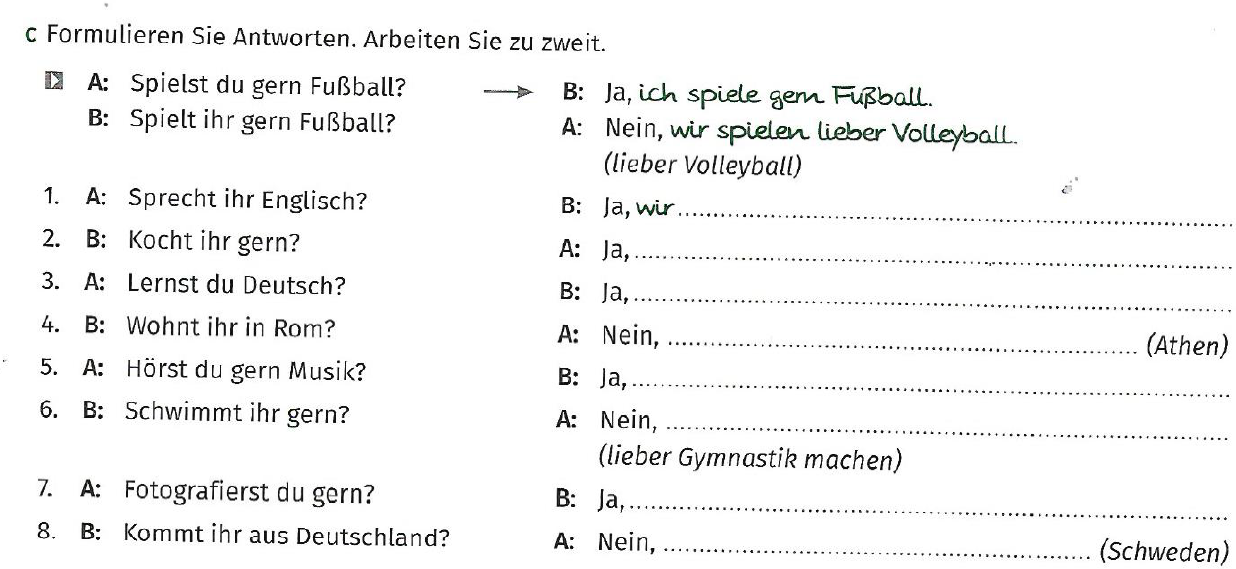 c Formulieren Sie Antworten. Arbeiten Sie zu zweit.
A: Spielst du gern Fußball? → B: Ja, ich spiele gern Fußball.
B: Spielt ihr gern Fußball? A: Nein, wir spielen lieber Volleyball.
(lieber Volleyball)
1. A: Sprecht ihr Englisch? B: Ja, wir ........................
2. B: Kocht ihr gern? A: Ja, ........................
3. A: Lernst du Deutsch? B: Ja, ........................
4. B: Wohnt ihr in Rom? A: Nein, ........................ (Athen)
5. A: Hörst du gern Musik? B: Ja, ........................
6. B: Schwimmt ihr gern? A: Nein, ........................
(lieber Gymnastik machen)
7. A: Fotografierst du gern? B: Ja, ........................
8. B: Kommt ihr aus Deutschland? A: Nein, ........................ (Schweden)